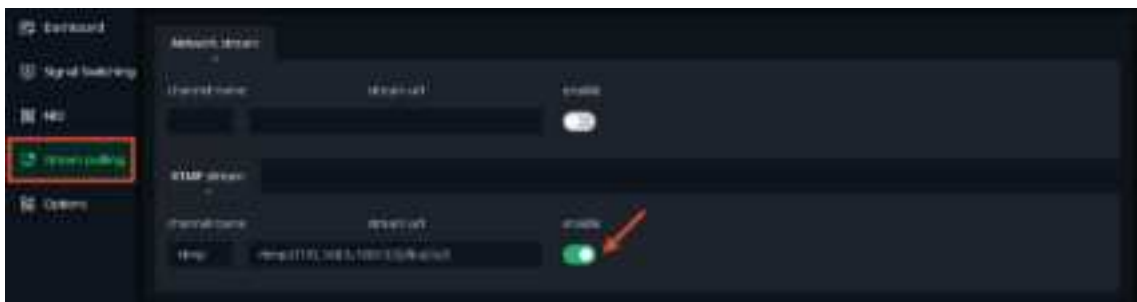 Dashboard
Signal Switching
NDI
Stream pulling
Options
Network stream
channel name
stream url
enable
RTMP stream
channel name
stream url
enable
rtmp